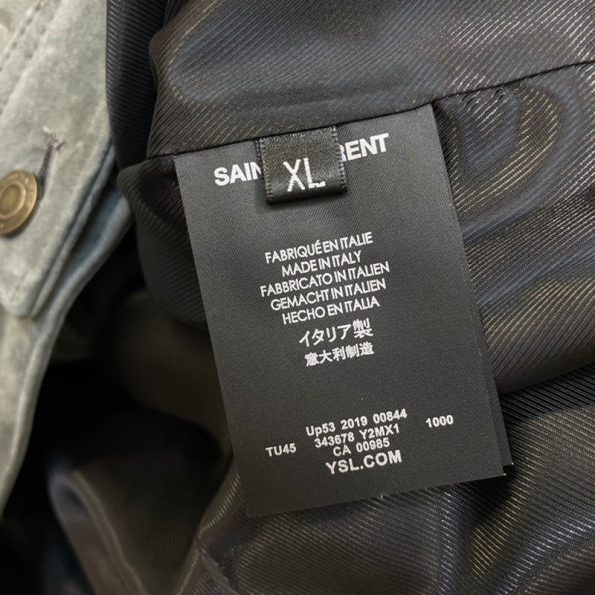 SAIN RENT
XL
FABRIQUÉ EN ITALIE
MADE IN ITALY
FABBRICATO IN ITALIEN
GEMACHT IN ITALIEN
HECHO EN ITALIA
イタリア製
意大利制造
Up53 2019 00844
TU45 343678 Y2MX1 1000
CA 00985
YSL.COM